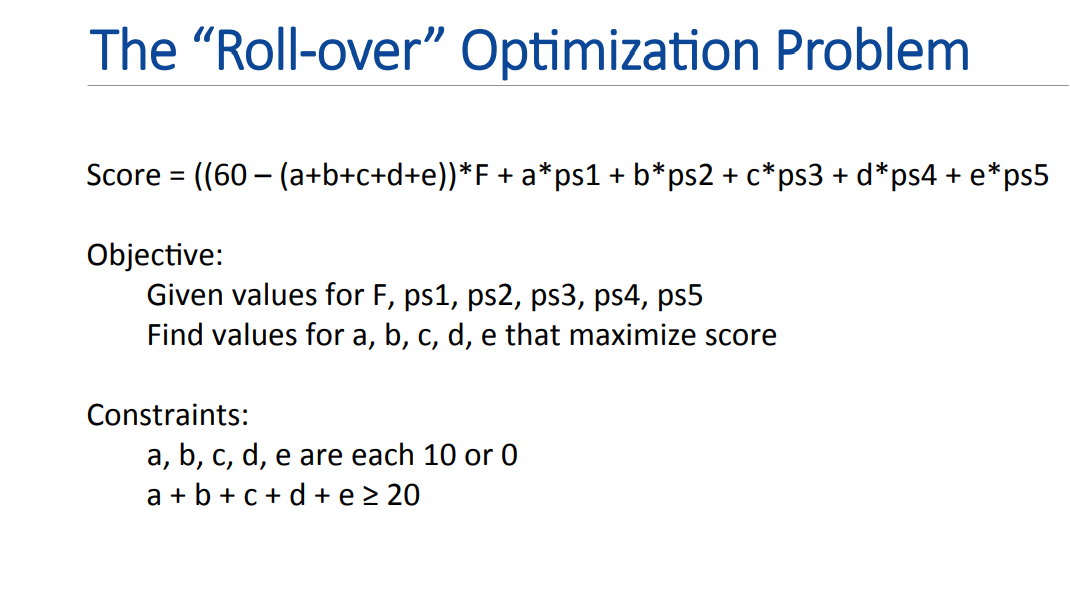 The “Roll-over” Optimization Problem
Score = ((60 – (a+b+c+d+e))*F + a*ps1 + b*ps2 + c*ps3 + d*ps4 + e*ps5
Objective:
Given values for F, ps1, ps2, ps3, ps4, ps5
Find values for a, b, c, d, e that maximize score
Constraints:
a, b, c, d, e are each 10 or 0
a + b + c + d + e ≥ 20